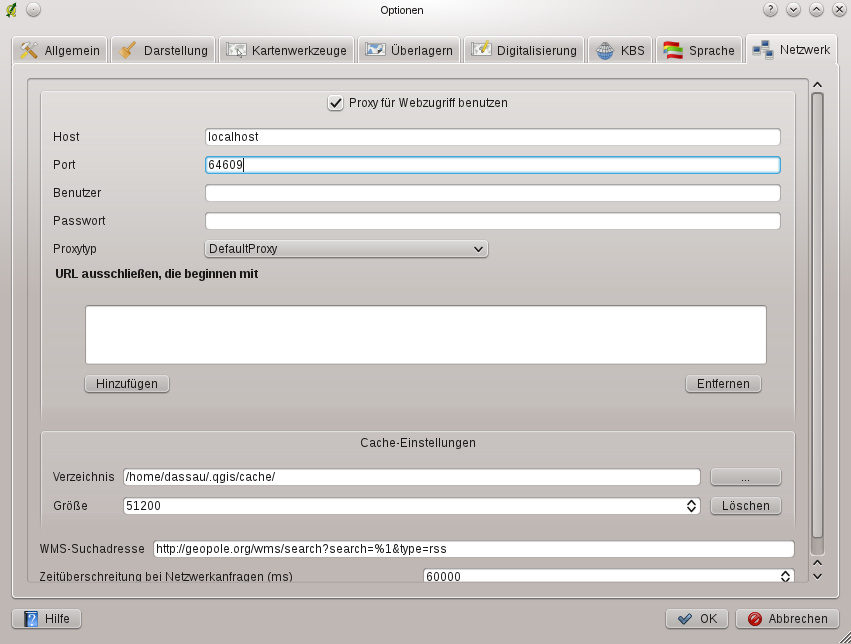 Optionen
Allgemein Darstellung Kartenwerkzeuge Überlagern Digitalisierung KBS Sprache Netzwerk
Proxy für Webzugriff benutzen
Host localhost
Port 64609
Benutzer
Passwort
Proxytyp DefaultProxy
URL ausschließen, die beginnen mit
Hinzufügen Entfernen
Cache-Einstellungen
Verzeichnis /home/dassau/.qgis/cache/ ...
Größe 51200 Löschen
WMS-Suchadresse http://geopole.org/wms/search?search=%1&type=rss
Zeitüberschreitung bei Netzwerkanfragen (ms) 60000
Hilfe OK Abbrechen